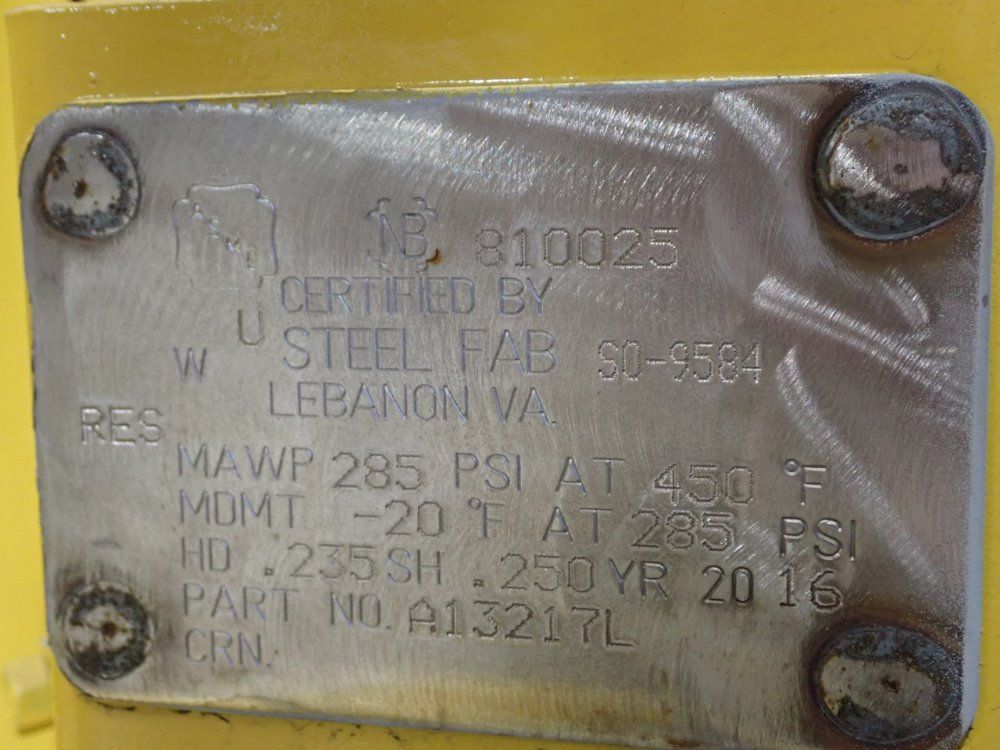 ASME NB 810025
CERTIFIED BY
U
W STEEL FAB SO-9584
LEBANON VA.
RES
MAWP 285 PSI AT 450 °F
MDMT -20 °F AT 285 PSI
HD .235 SH .250 YR 2016
PART NO. A13217L
CRN.